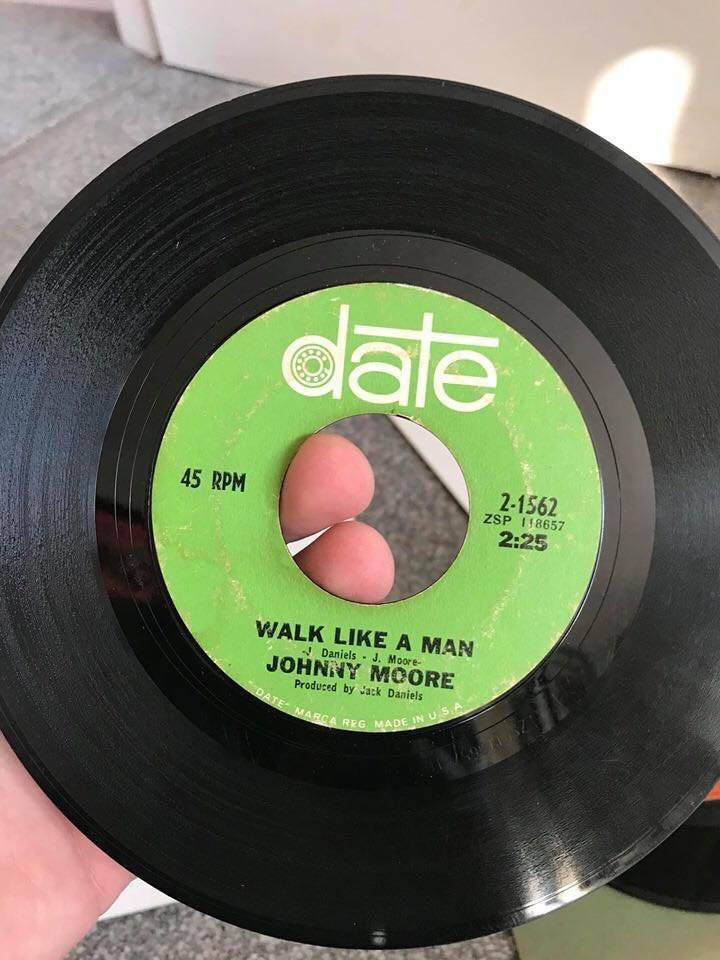 date
45 RPM
2-1562
ZSP 118657
2:25
WALK LIKE A MAN
-J. Daniels - J. Moore-
JOHNNY MOORE
Produced by Jack Daniels
"DATE" MARCA REG. MADE IN U.S.A.